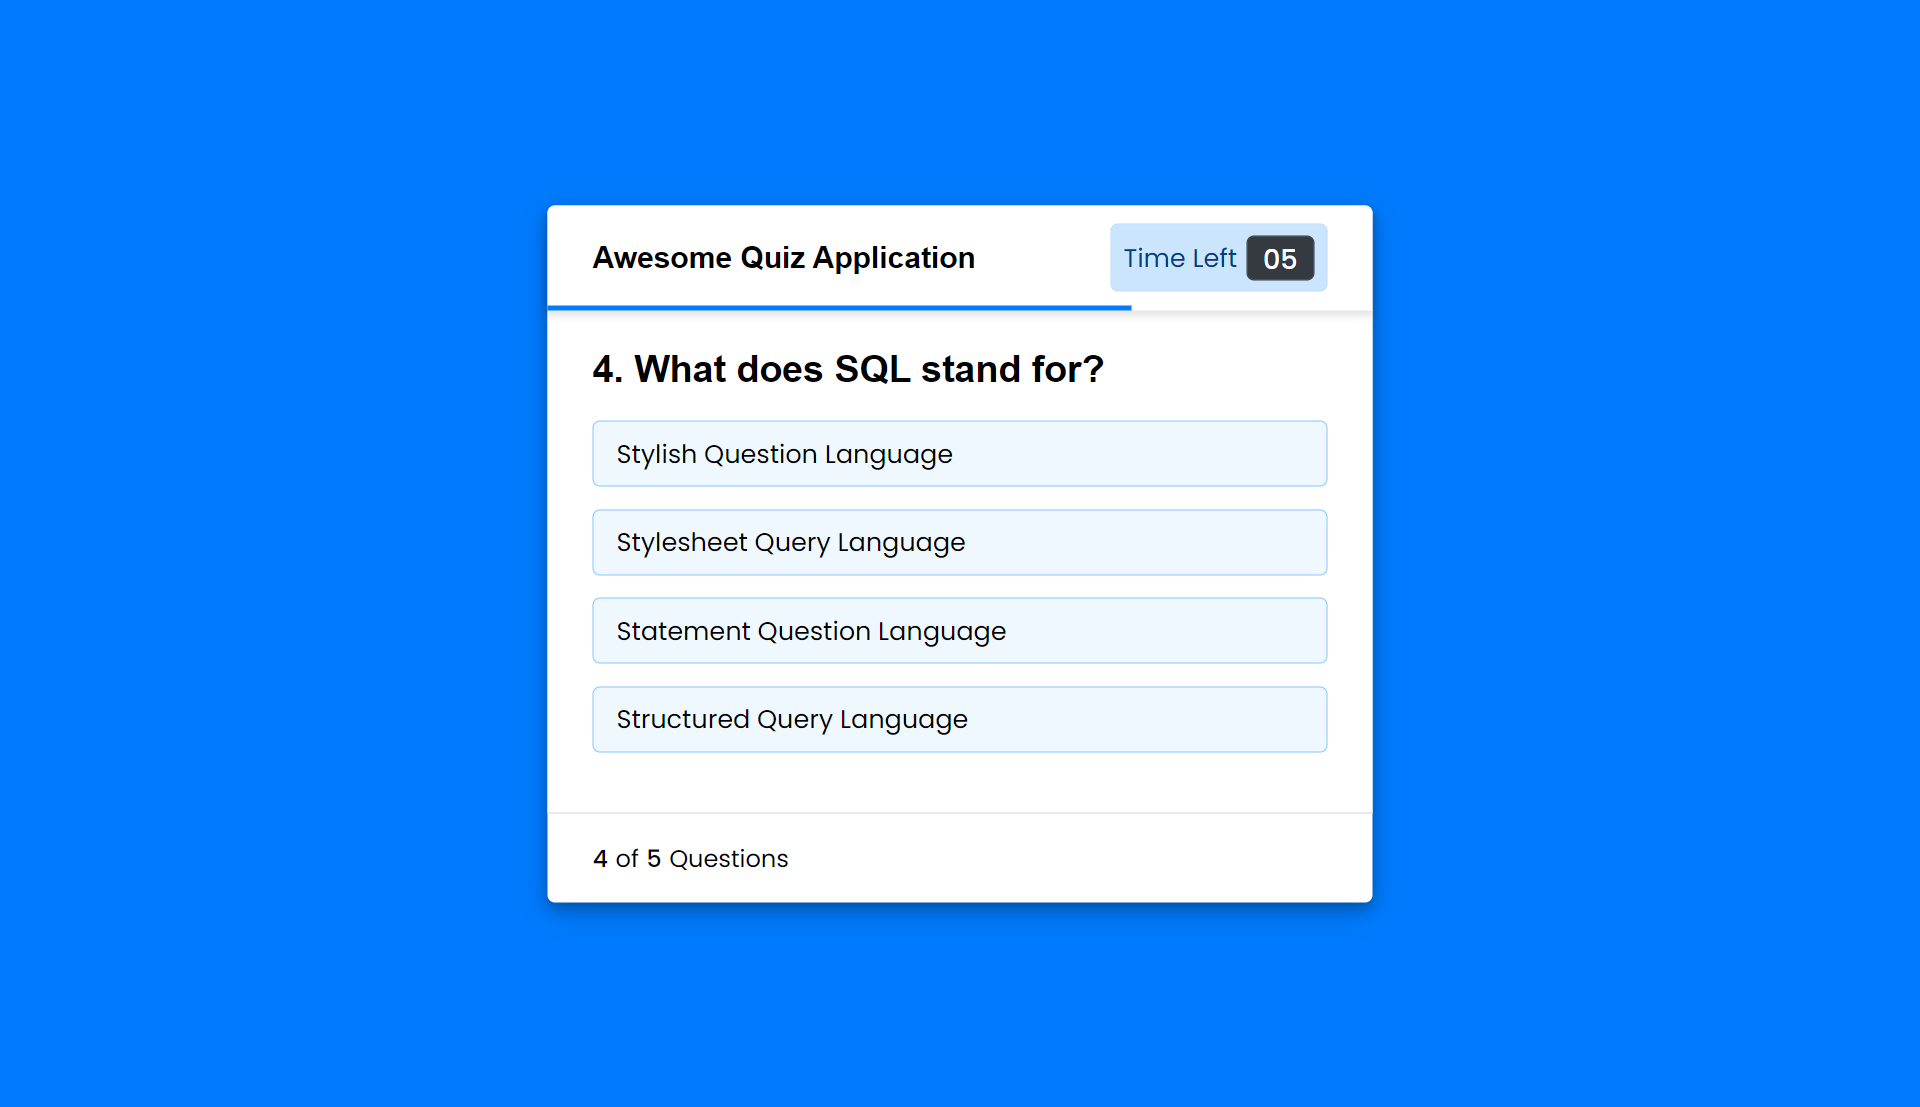 Awesome Quiz Application
Time Left 05
4. What does SQL stand for?
Stylish Question Language
Stylesheet Query Language
Statement Question Language
Structured Query Language
4 of 5 Questions